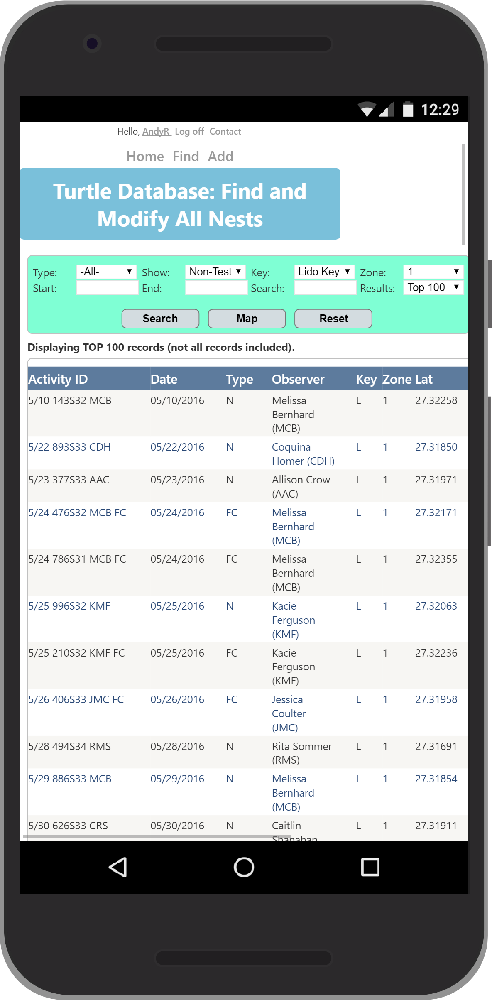 12:29
Hello, AndyR Log off Contact
Home Find Add
Turtle Database: Find and
Modify All Nests
Type: -All- Show: Non-Test Key: Lido Key Zone: 1
Start: End: Search: Results: Top 100
Search Map Reset
Displaying TOP 100 records (not all records included).
Activity ID Date Type Observer Key Zone Lat
5/10 143S32 MCB 05/10/2016 N Melissa L 1 27.32258
Bernhard
(MCB)
5/22 893S33 CDH 05/22/2016 N Coquina L 1 27.31850
Homer (CDH)
5/23 377S33 AAC 05/23/2016 N Allison Crow L 1 27.31971
(AAC)
5/24 476S32 MCB FC 05/24/2016 FC Melissa L 1 27.32171
Bernhard
(MCB)
5/24 786S31 MCB FC 05/24/2016 FC Melissa L 1 27.32355
Bernhard
(MCB)
5/25 996S32 KMF 05/25/2016 N Kacie L 1 27.32063
Ferguson
(KMF)
5/25 210S32 KMF FC 05/25/2016 FC Kacie L 1 27.32236
Ferguson
(KMF)
5/26 406S33 JMC FC 05/26/2016 FC Jessica L 1 27.31958
Coulter
(JMC)
5/28 494S34 RMS 05/28/2016 N Rita Sommer L 1 27.31691
(RMS)
5/29 886S33 MCB 05/29/2016 N Melissa L 1 27.31854
Bernhard
(MCB)
5/30 626S33 CRS 05/30/2016 N Caitlin L 1 27.31911
Shanahan